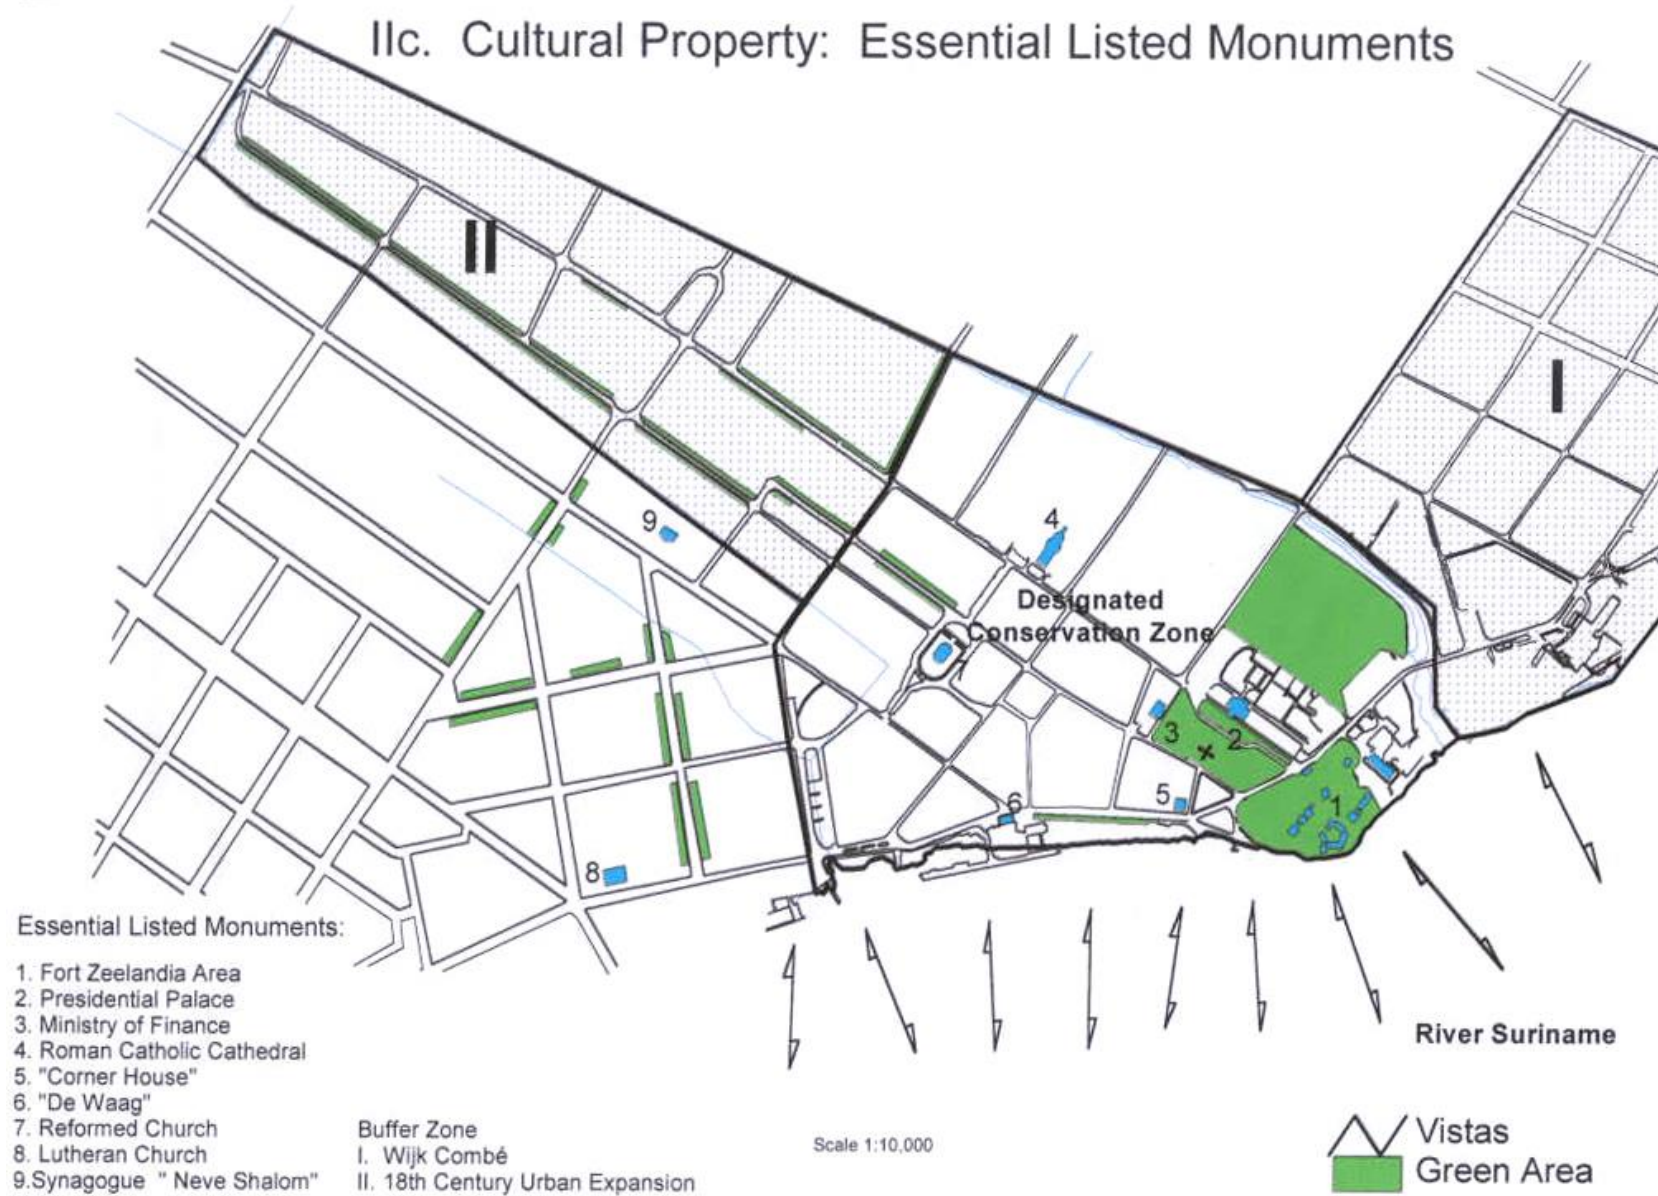 IIc. Cultural Property: Essential Listed Monuments
II
I
9
4
Designated
Conservation Zone
3
2
5
6
1
8
Essential Listed Monuments:
1. Fort Zeelandia Area
2. Presidential Palace
3. Ministry of Finance
4. Roman Catholic Cathedral
5. "Corner House"
6. "De Waag"
7. Reformed Church
8. Lutheran Church
9.Synagogue " Neve Shalom"
Buffer Zone
I. Wijk Combé
II. 18th Century Urban Expansion
Scale 1:10,000
River Suriname
Vistas
Green Area